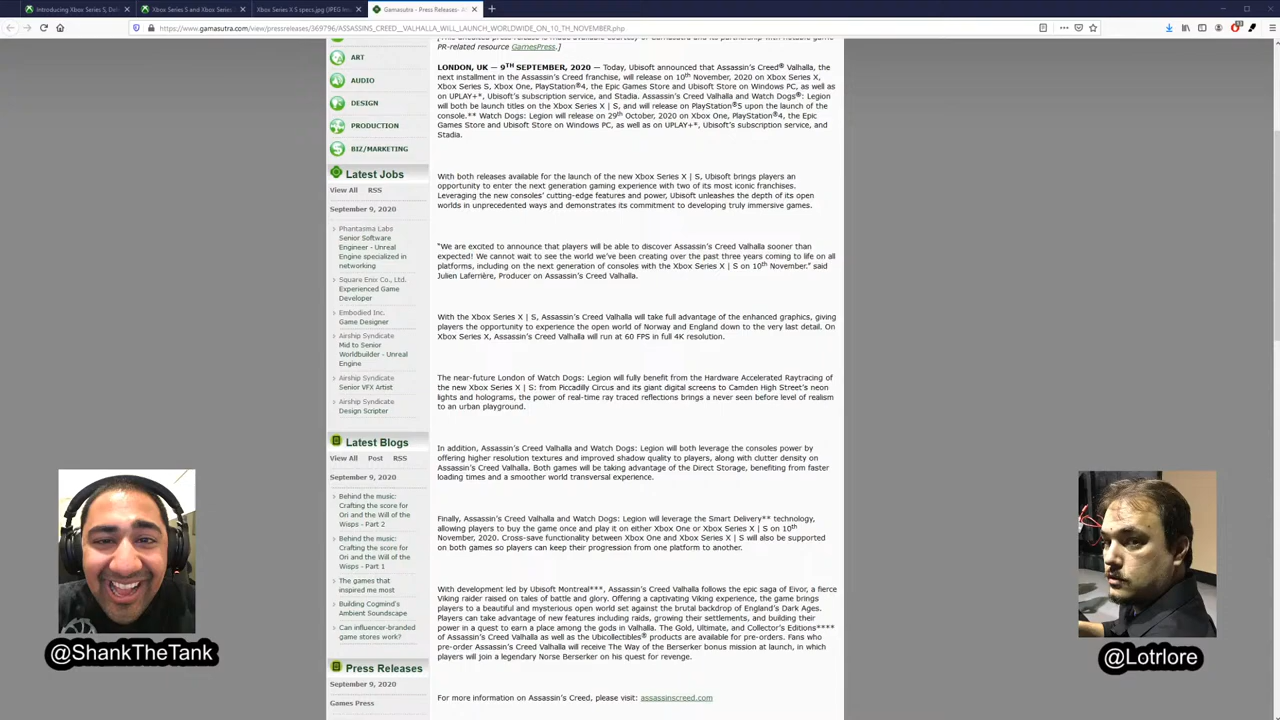 Introducing Xbox Series S, Deliv
Xbox Series S and Xbox Series
Xbox Series X S specs.jpg (JPEG Im
Gamasutra - Press Releases - A
https://www.gamasutra.com/view/pressreleases/369796/ASSASSINS_CREED__VALHALLA_WILL_LAUNCH_WORLDWIDE_ON_10_TH_NOVEMBER.php
PR-related resource GamesPress.]
ART
AUDIO
DESIGN
PRODUCTION
BIZ/MARKETING
Latest Jobs
View All RSS
September 9, 2020
Phantasma Labs
Senior Software
Engineer - Unreal
Engine specialized in
networking
Square Enix Co., Ltd.
Experienced Game
Developer
Embodied Inc.
Game Designer
Airship Syndicate
Mid to Senior
Worldbuilder - Unreal
Engine
Airship Syndicate
Senior VFX Artist
Airship Syndicate
Design Scripter
Latest Blogs
View All Post RSS
September 9, 2020
Behind the music:
Crafting the score for
Ori and the Will of the
Wisps - Part 2
Behind the music:
Crafting the score for
Ori and the Will of the
Wisps - Part 1
The games that
inspired me most
Building Cogmind's
Ambient Soundscape
Can influencer-branded
game stores work?
Press Releases
September 9, 2020
Games Press
LONDON, UK — 9TH SEPTEMBER, 2020 — Today, Ubisoft announced that Assassin's Creed® Valhalla, the
next installment in the Assassin's Creed franchise, will release on 10th November, 2020 on Xbox Series X,
Xbox Series S, Xbox One, PlayStation®4, the Epic Games Store and Ubisoft Store on Windows PC, as well as
on UPLAY+*, Ubisoft's subscription service, and Stadia. Assassin's Creed Valhalla and Watch Dogs®: Legion
will both be launch titles on the Xbox Series X | S, and will release on PlayStation®5 upon the launch of the
console.** Watch Dogs: Legion will release on 29th October, 2020 on Xbox One, PlayStation®4, the Epic
Games Store and Ubisoft Store on Windows PC, as well as on UPLAY+*, Ubisoft's subscription service, and
Stadia.
With both releases available for the launch of the new Xbox Series X | S, Ubisoft brings players an
opportunity to enter the next generation gaming experience with two of its most iconic franchises.
Leveraging the new consoles' cutting-edge features and power, Ubisoft unleashes the depth of its open
worlds in unprecedented ways and demonstrates its commitment to developing truly immersive games.
"We are excited to announce that players will be able to discover Assassin's Creed Valhalla sooner than
expected! We cannot wait to see the world we've been creating over the past three years coming to life on all
platforms, including on the next generation of consoles with the Xbox Series X | S on 10th November." said
Julien Laferrière, Producer on Assassin's Creed Valhalla.
With the Xbox Series X | S, Assassin's Creed Valhalla will take full advantage of the enhanced graphics, giving
players the opportunity to experience the open world of Norway and England down to the very last detail. On
Xbox Series X, Assassin's Creed Valhalla will run at 60 FPS in full 4K resolution.
The near-future London of Watch Dogs: Legion will fully benefit from the Hardware Accelerated Raytracing of
the new Xbox Series X | S: from Piccadilly Circus and its giant digital screens to Camden High Street's neon
lights and holograms, the power of real-time ray traced reflections brings a never seen before level of realism
to an urban playground.
In addition, Assassin's Creed Valhalla and Watch Dogs: Legion will both leverage the consoles power by
offering higher resolution textures and improved shadow quality to players, along with clutter density on
Assassin's Creed Valhalla. Both games will be taking advantage of the Direct Storage, benefiting from faster
loading times and a smoother world transversal experience.
Finally, Assassin's Creed Valhalla and Watch Dogs: Legion will leverage the Smart Delivery** technology,
allowing players to buy the game once and play it on either Xbox One or Xbox Series X | S on 10th
November, 2020. Cross-save functionality between Xbox One and Xbox Series X | S will also be supported
on both games so players can keep their progression from one platform to another.
With development led by Ubisoft Montreal***, Assassin's Creed Valhalla follows the epic saga of Eivor, a fierce
Viking raider raised on tales of battle and glory. Offering a captivating Viking experience, the game brings
players to a beautiful and mysterious open world set against the brutal backdrop of England's Dark Ages.
Players can take advantage of new features including raids, growing their settlements, and building their
power in a quest to earn a place among the gods in Valhalla. The Gold, Ultimate, and Collector's Editions****
of Assassin's Creed Valhalla as well as the Ubicollectibles® products are available for pre-orders. Fans who
pre-order Assassin's Creed Valhalla will receive The Way of the Berserker bonus mission at launch, in which
players will join a legendary Norse Berserker on his quest for revenge.
For more information on Assassin's Creed, please visit: assassinscreed.com
@ShankTheTank
@Lotrlore